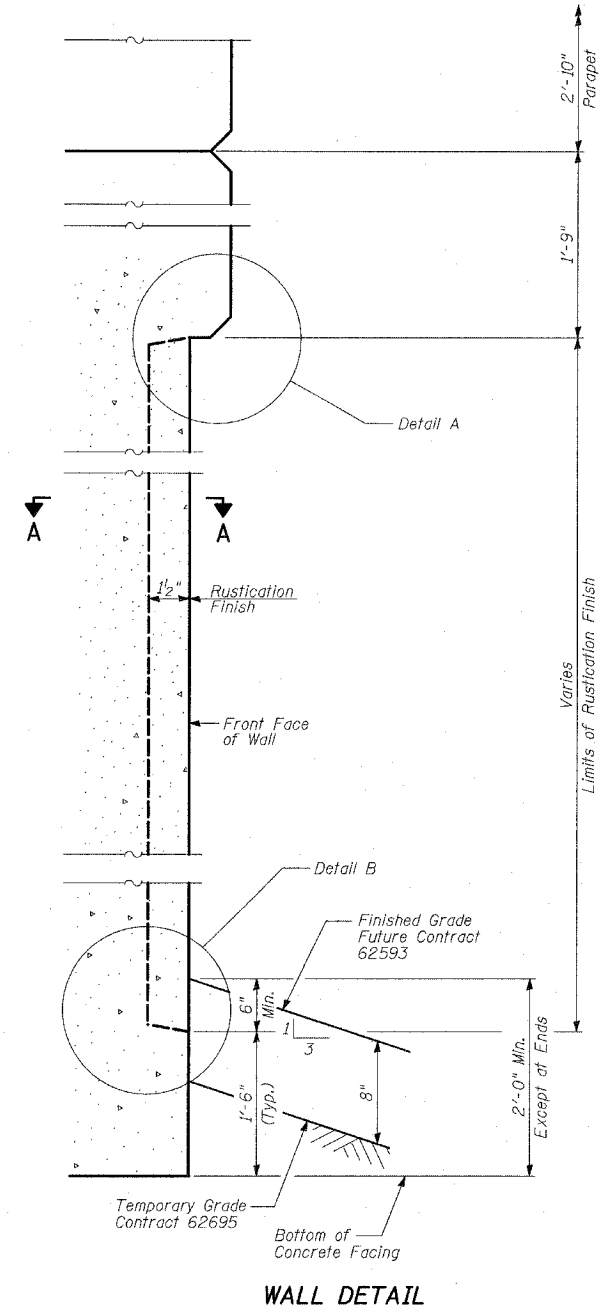 2'-10"
Parapet
1'-9"
Detail A
A A
1½"
Rustication
Finish
Varies
Limits of Rustication Finish
Front Face
of Wall
Detail B
Finished Grade
Future Contract
62593
6"
Min.
1
3
1'-6"
(Typ.)
8"
2'-0" Min.
Except at Ends
Temporary Grade
Contract 62695
Bottom of
Concrete Facing
WALL DETAIL